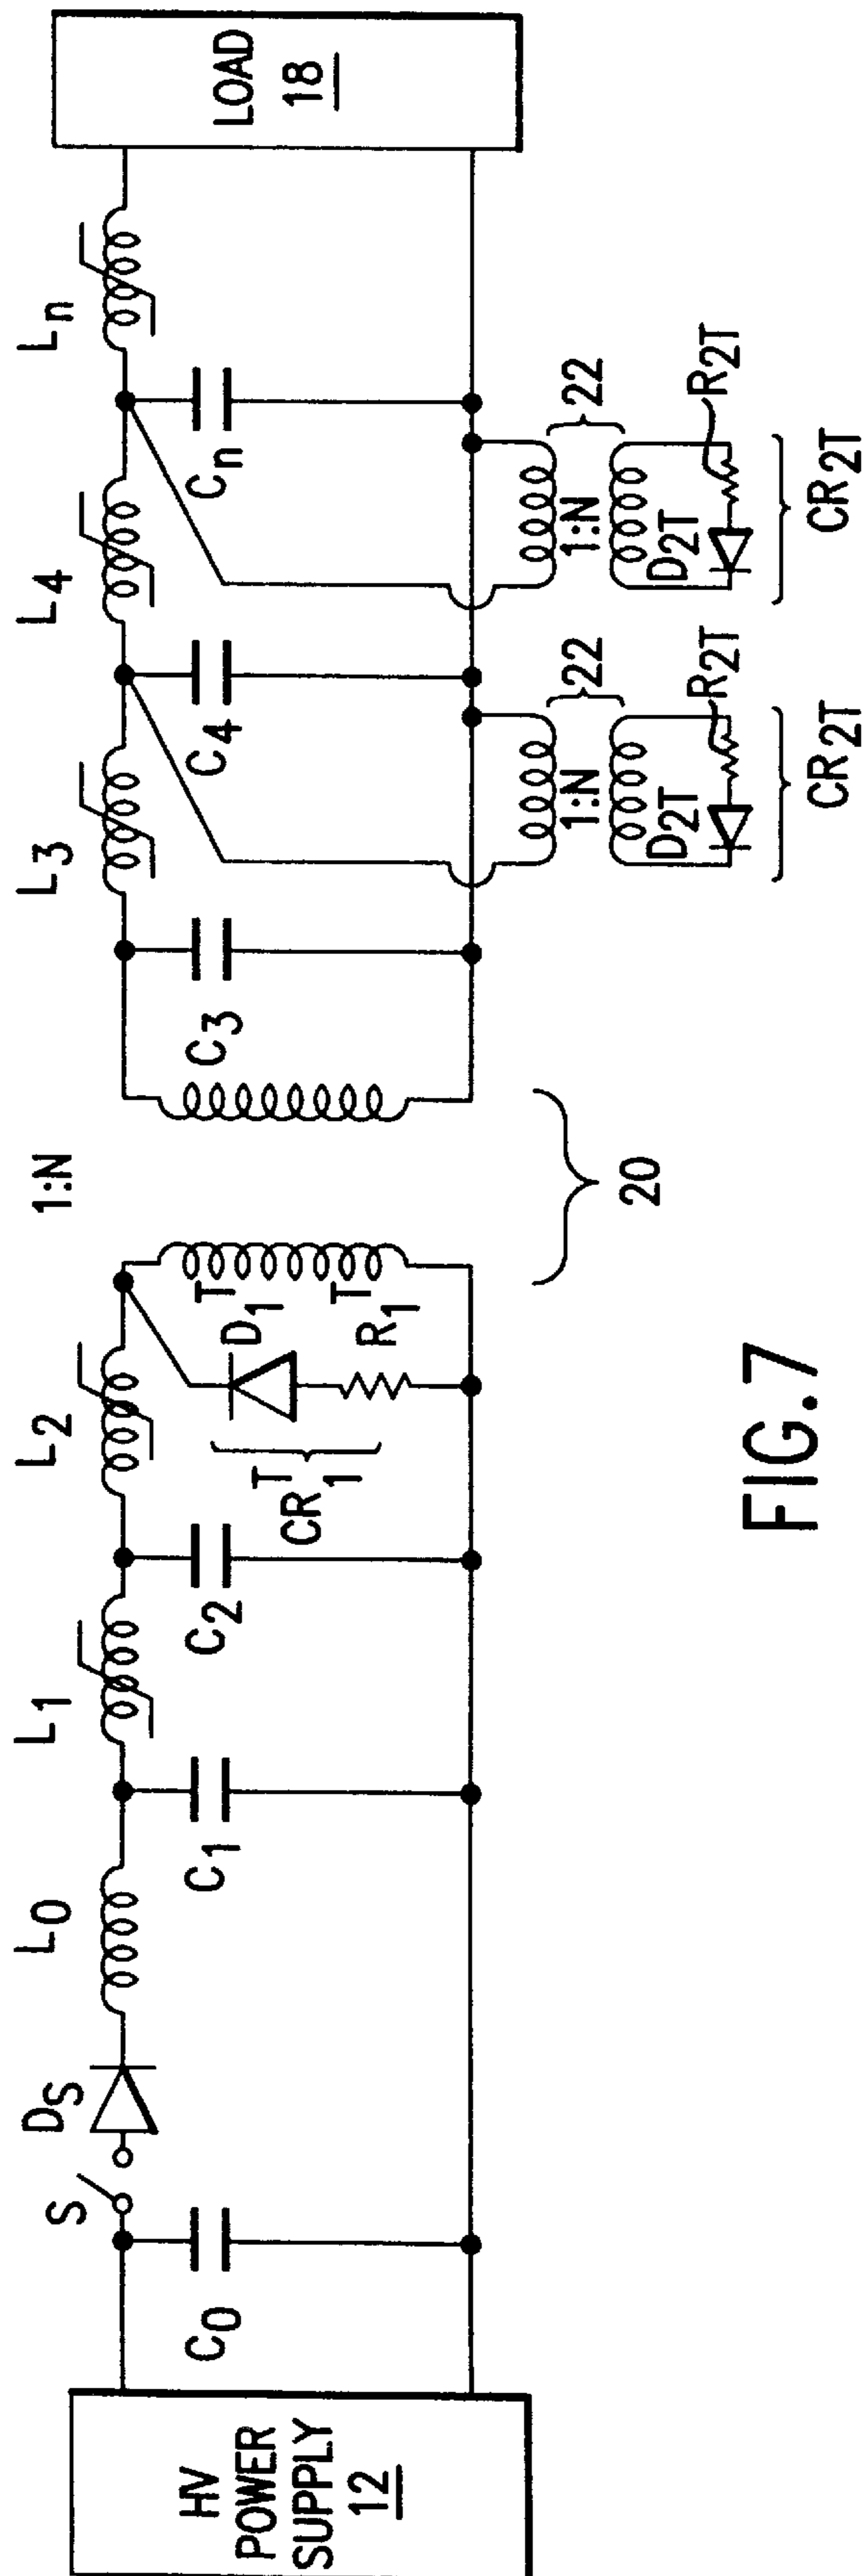 HV
POWER
SUPPLY
12
C0
S
DS
L0
C1
L1
C2
L2
CR1T
D1T
R1T
1:N
20
C3
L3
C4
L4
Cn
Ln
1:N
22
D2T
R2T
CR2T
1:N
22
D2T
R2T
CR2T
LOAD
18
FIG.7